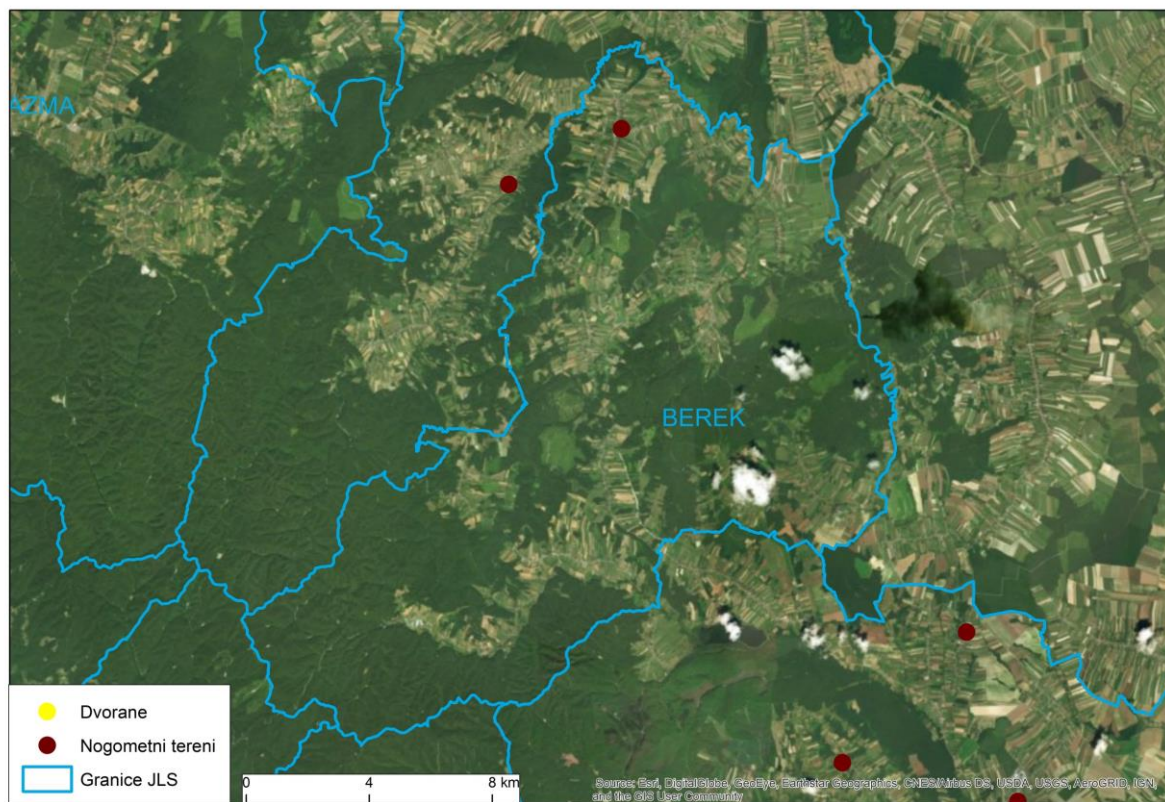 AZMA
BEREK
Dvorane
Nogometni tereni
Granice JLS
0 4 8 km
Source: Esri, DigitalGlobe, GeoEye, Earthstar Geographics, CNES/Airbus DS, USDA, USGS, AeroGRID, IGN,
and the GIS User Community